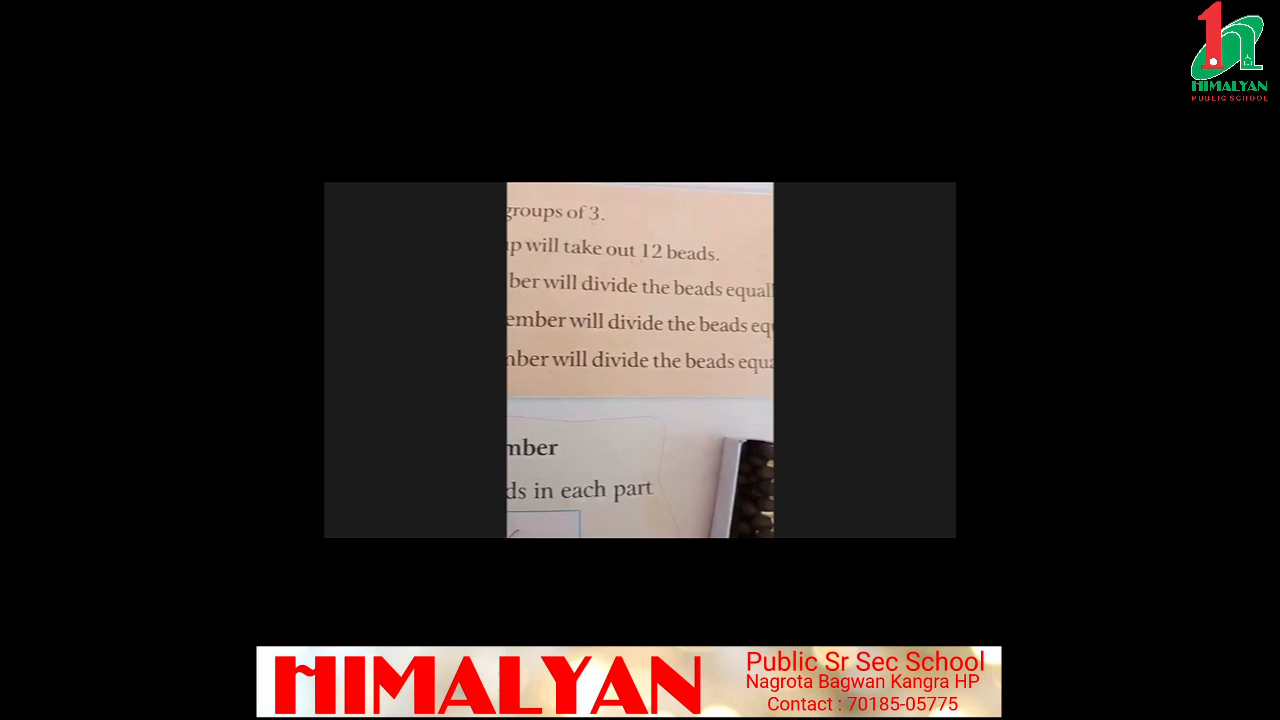 HIMALYAN
PUBLIC SCHOOL
groups of 3.
up will take out 12 beads.
ber will divide the beads equall
ember will divide the beads equ
mber will divide the beads equa
mber
ds in each part
HIMALYAN
Public Sr Sec School
Nagrota Bagwan Kangra HP
Contact : 70185-05775